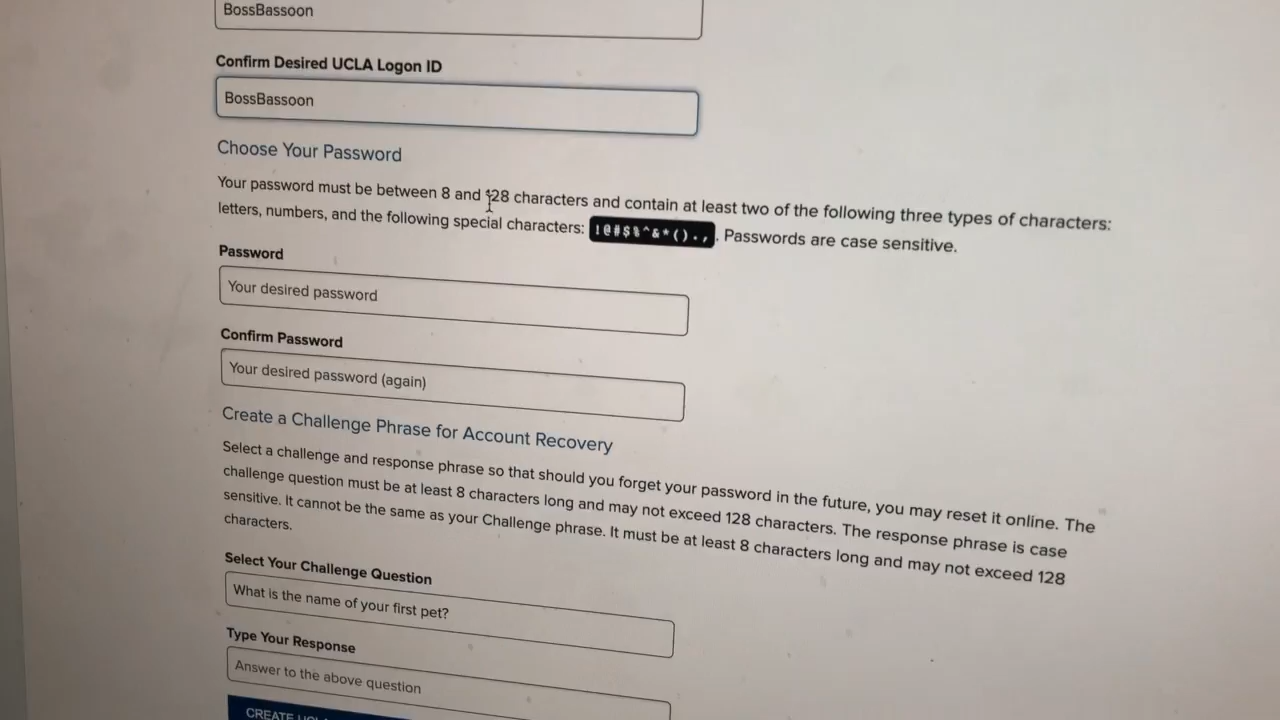 BossBassoon
Confirm Desired UCLA Logon ID
BossBassoon
Choose Your Password
Your password must be between 8 and 128 characters and contain at least two of the following three types of characters:
letters, numbers, and the following special characters: !@#$%^&*().,. Passwords are case sensitive.
Password
Your desired password
Confirm Password
Your desired password (again)
Create a Challenge Phrase for Account Recovery
Select a challenge and response phrase so that should you forget your password in the future, you may reset it online. The
challenge question must be at least 8 characters long and may not exceed 128 characters. The response phrase is case
sensitive. It cannot be the same as your Challenge phrase. It must be at least 8 characters long and may not exceed 128
characters.
Select Your Challenge Question
What is the name of your first pet?
Type Your Response
Answer to the above question
CREATE